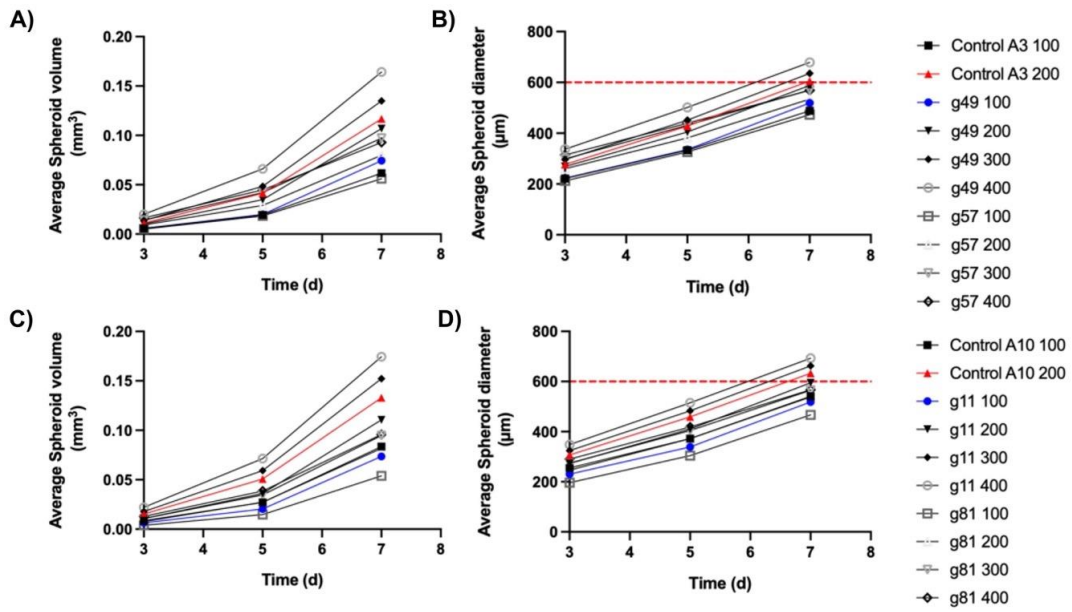 A)
Average Spheroid volume
(mm3)
0.20
0.15
0.10
0.05
0.00
3
4
5
6
7
8
Time (d)
B)
Average Spheroid diameter
(µm)
800
600
400
200
0
3
4
5
6
7
8
Time (d)
Control A3 100
Control A3 200
g49 100
g49 200
g49 300
g49 400
g57 100
g57 200
g57 300
g57 400
C)
Average Spheroid volume
(mm3)
0.20
0.15
0.10
0.05
0.00
3
4
5
6
7
8
Time (d)
D)
Average Spheroid diameter
(µm)
800
600
400
200
0
3
4
5
6
7
8
Time (d)
Control A10 100
Control A10 200
g11 100
g11 200
g11 300
g11 400
g81 100
g81 200
g81 300
g81 400